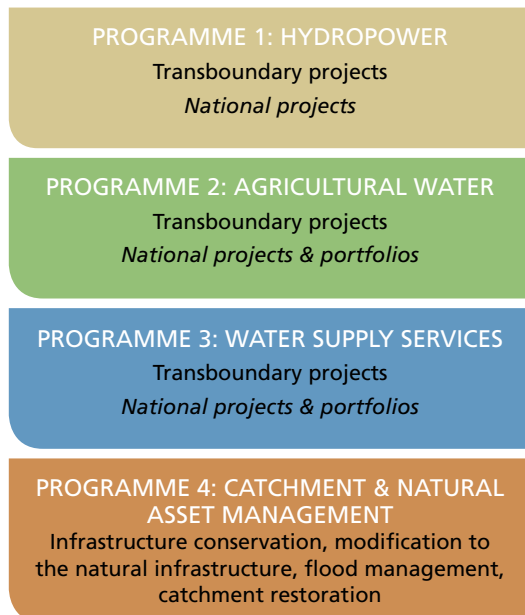 PROGRAMME 1: HYDROPOWER
Transboundary projects
National projects
PROGRAMME 2: AGRICULTURAL WATER
Transboundary projects
National projects & portfolios
PROGRAMME 3: WATER SUPPLY SERVICES
Transboundary projects
National projects & portfolios
PROGRAMME 4: CATCHMENT & NATURAL
ASSET MANAGEMENT
Infrastructure conservation, modification to
the natural infrastructure, flood management,
catchment restoration